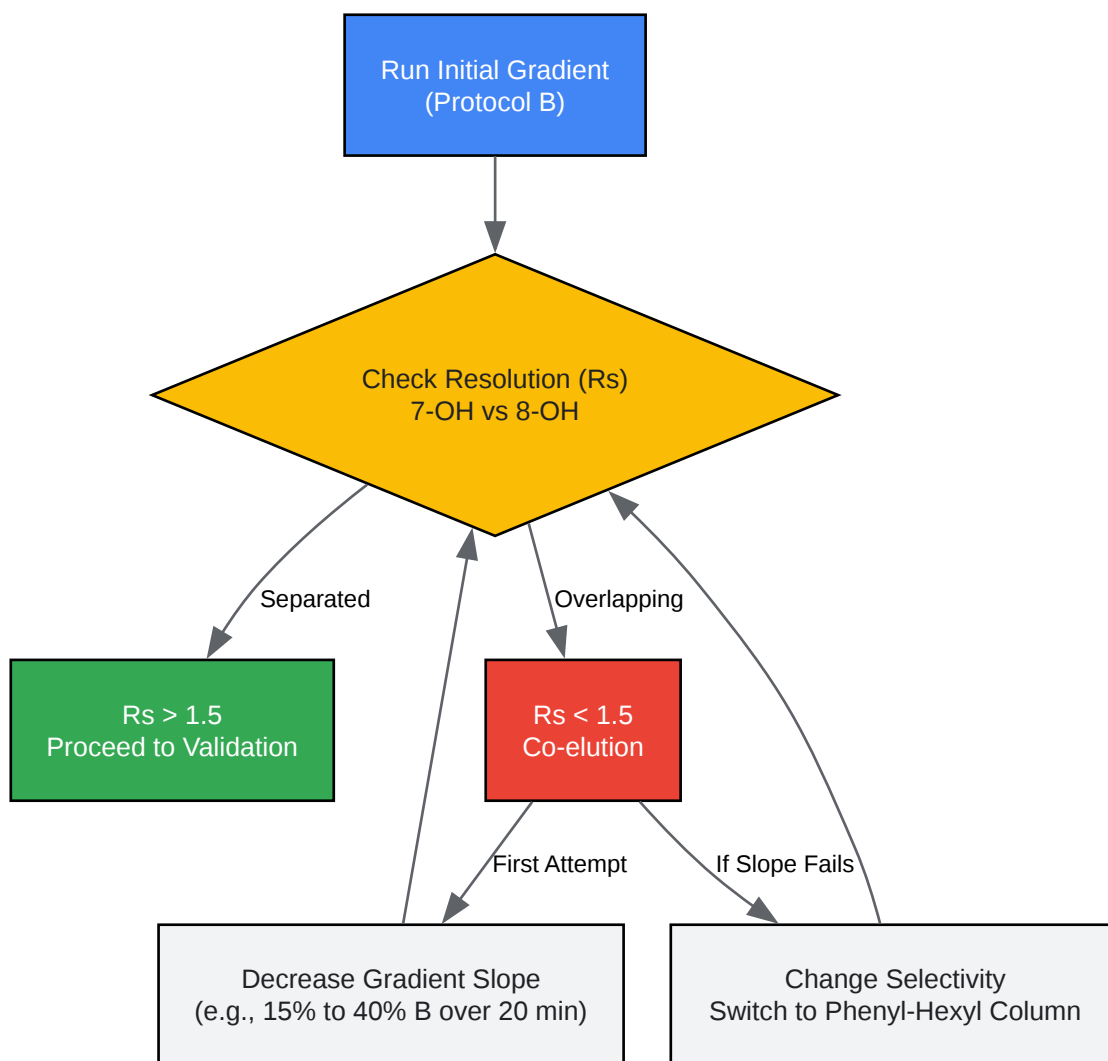 Run Initial Gradient
(Protocol B)
Check Resolution (Rs)
7-OH vs 8-OH
Separated
Overlapping
Rs > 1.5
Proceed to Validation
Rs < 1.5
Co-elution
First Attempt
If Slope Fails
Decrease Gradient Slope
(e.g., 15% to 40% B over 20 min)
Change Selectivity
Switch to Phenyl-Hexyl Column